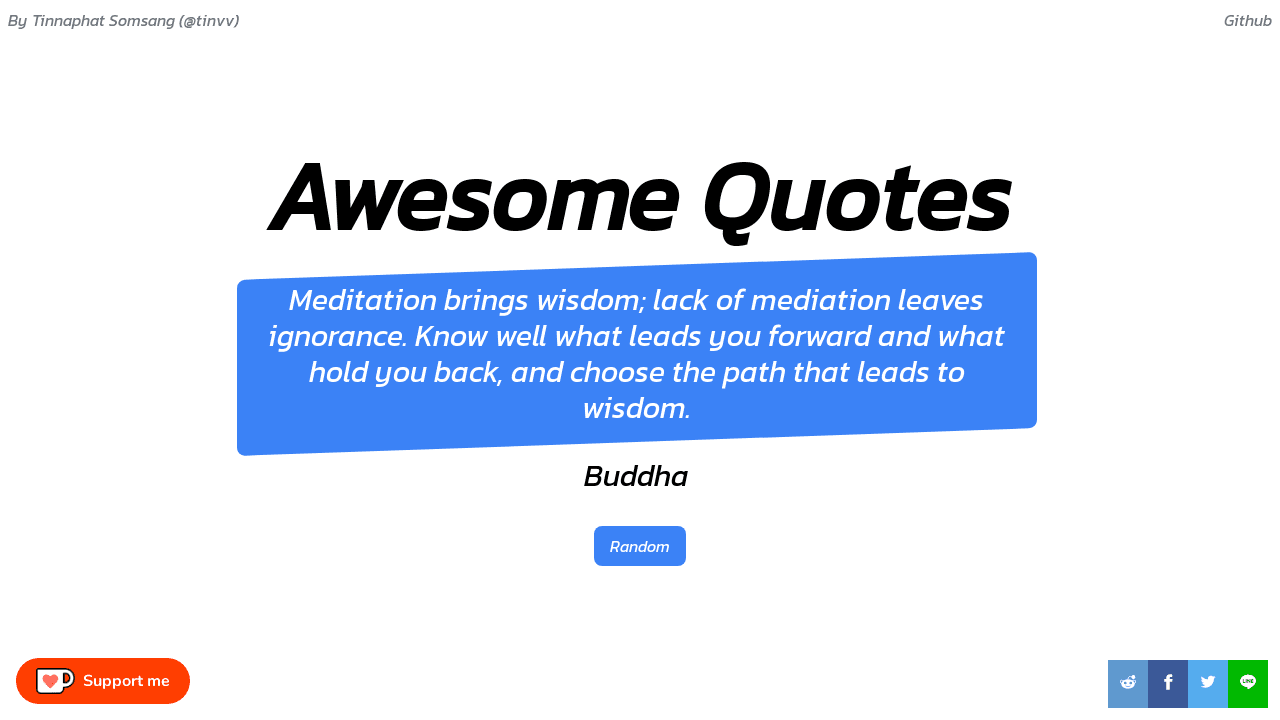 By Tinnaphat Somsang (@tinvv)
Github
Awesome Quotes
Meditation brings wisdom; lack of mediation leaves
ignorance. Know well what leads you forward and what
hold you back, and choose the path that leads to
wisdom.
Buddha
Random
Support me
LINE